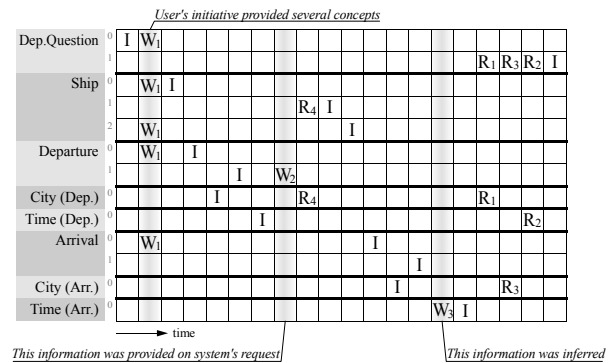 User's initiative provided several concepts
Dep.Question 0 I W1
1 R1 R3 R2 I
Ship 0 W1 I
1 R4 I
2 W1 I
Departure 0 W1 I
1 I W2
City (Dep.) 0 I R4 R1
Time (Dep.) 0 I R2
Arrival 0 W1 I
1 I
City (Arr.) 0 I R3
Time (Arr.) 0 W3 I
time
This information was provided on system's request
This information was inferred